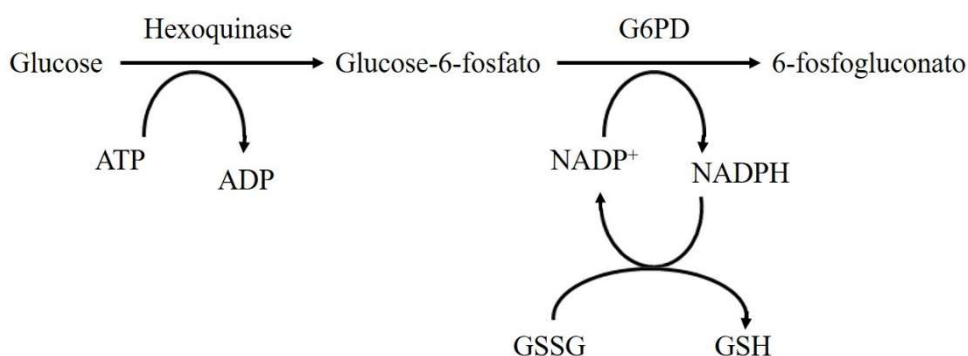 Hexoquinase G6PD
Glucose Glucose-6-fosfato 6-fosfogluconato
ATP ADP NADP⁺ NADPH
GSSG GSH